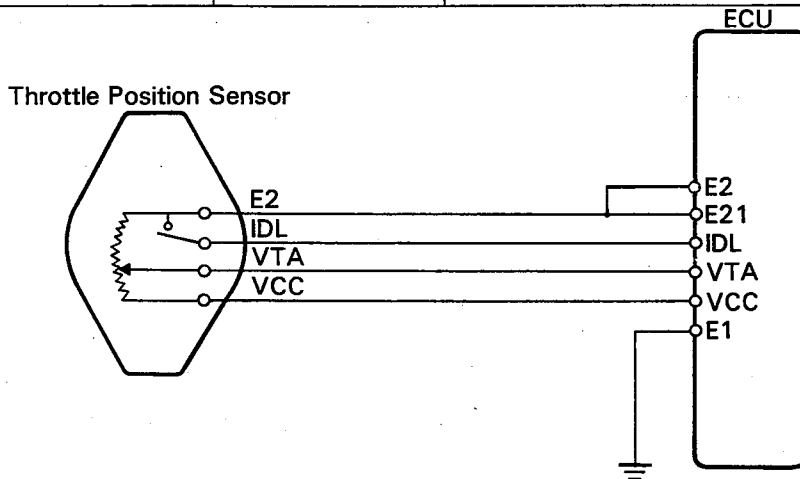 ECU
Throttle Position Sensor
E2
IDL
VTA
VCC
E2
E21
IDL
VTA
VCC
E1